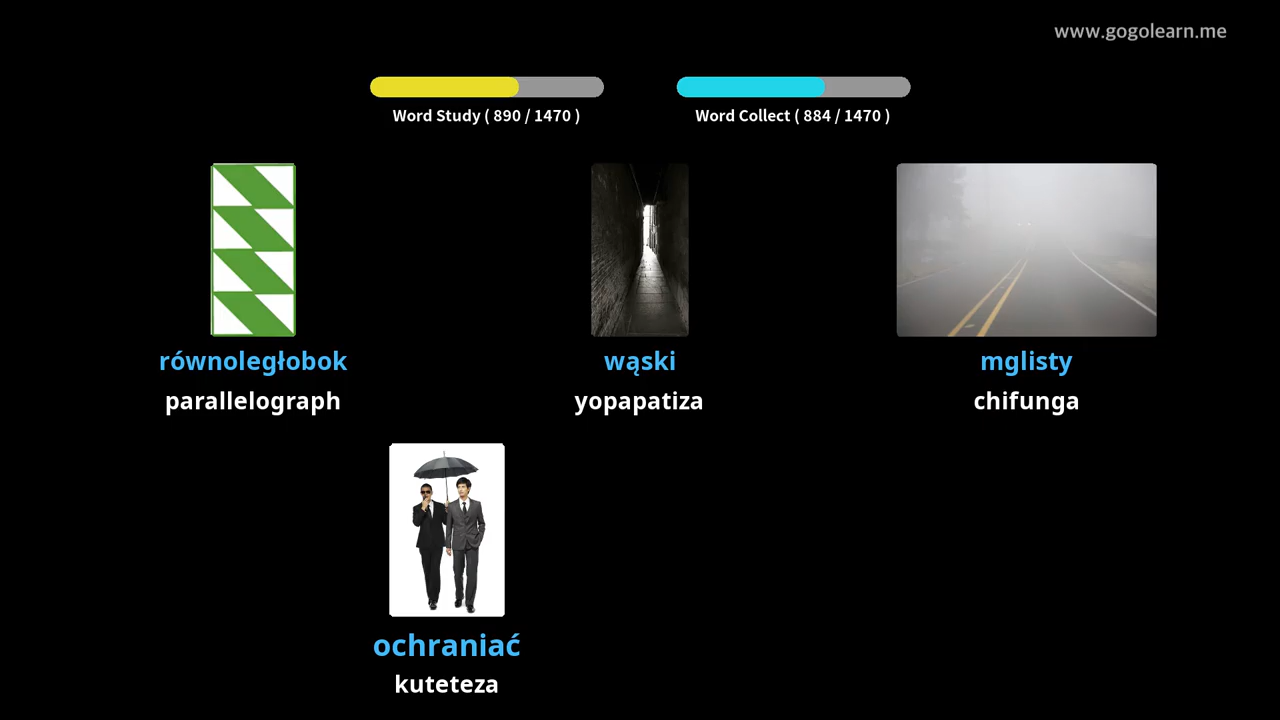 www.gogolearn.me
Word Study ( 890 / 1470 )
Word Collect ( 884 / 1470 )
równoległobok
parallelograph
wąski
yopapatiza
mglisty
chifunga
ochraniać
kuteteza